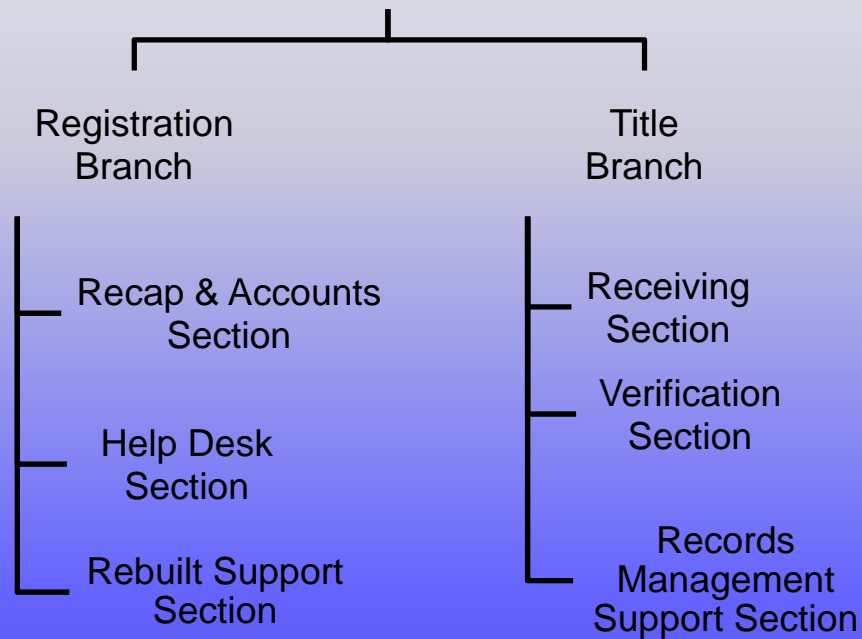 Registration
Branch
Recap & Accounts
Section
Help Desk
Section
Rebuilt Support
Section
Title
Branch
Receiving
Section
Verification
Section
Records
Management
Support Section